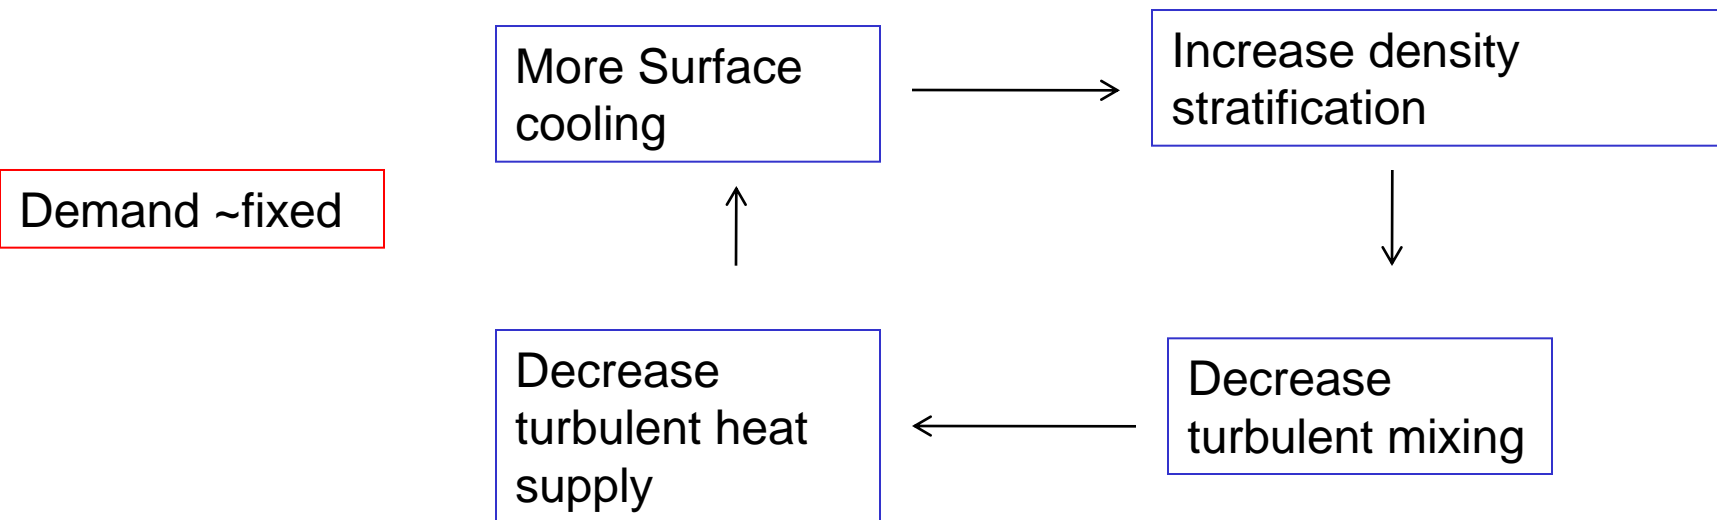 More Surface
cooling
Increase density
stratification
Demand ~fixed
Decrease
turbulent heat
supply
Decrease
turbulent mixing